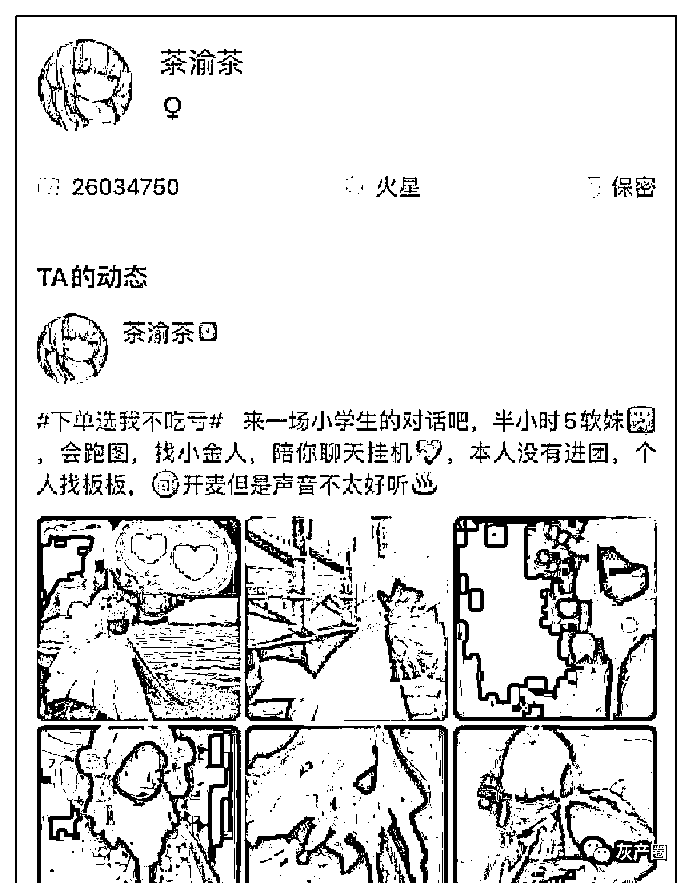 茶渝茶
♀
26034750
火星
保密
TA的动态
茶渝茶
#下单选我不吃亏# 来一场小学生的对话吧，半小时5软妹
，会跑图，找小金人，陪你聊天挂机，本人没有进团，个
人找板板，可开麦但是声音不太好听♨
灰产圈